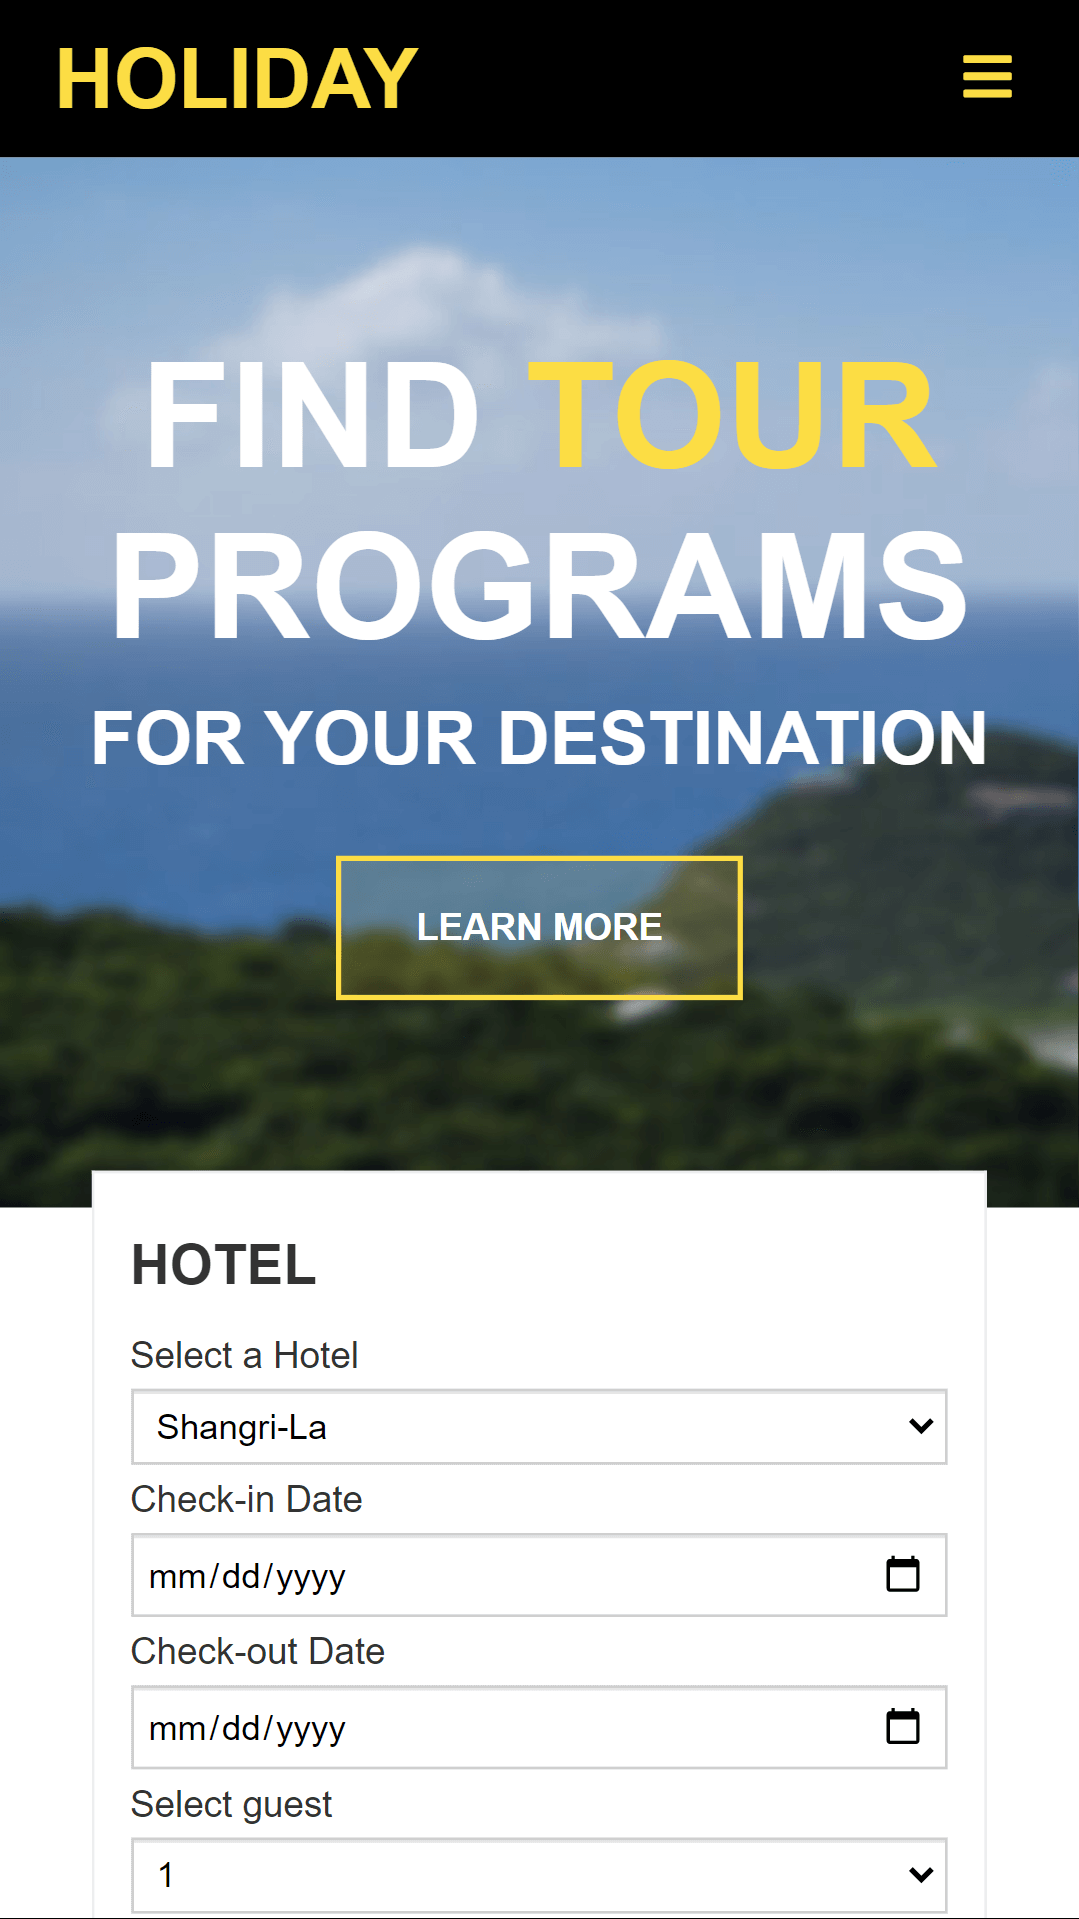 HOLIDAY
FIND TOUR
PROGRAMS
FOR YOUR DESTINATION
LEARN MORE
HOTEL
Select a Hotel
Shangri-La
Check-in Date
mm/dd/yyyy
Check-out Date
mm/dd/yyyy
Select guest
1